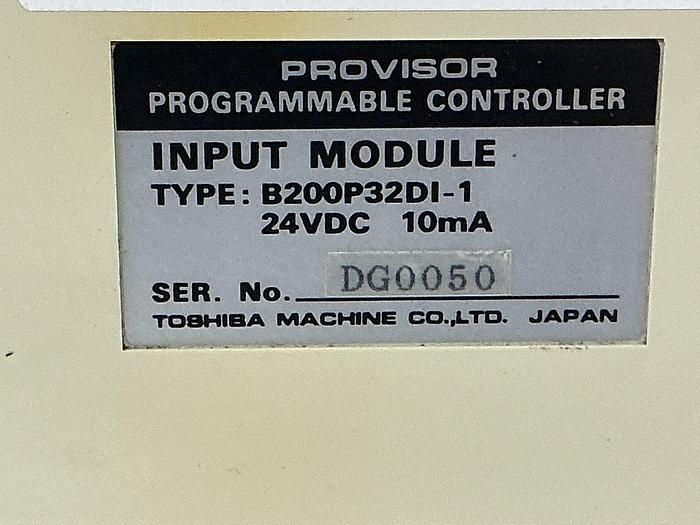 PROVISOR
PROGRAMMABLE CONTROLLER
INPUT MODULE
TYPE: B200P32DI-1
24VDC 10mA
SER. No. DG0050
TOSHIBA MACHINE CO.,LTD. JAPAN